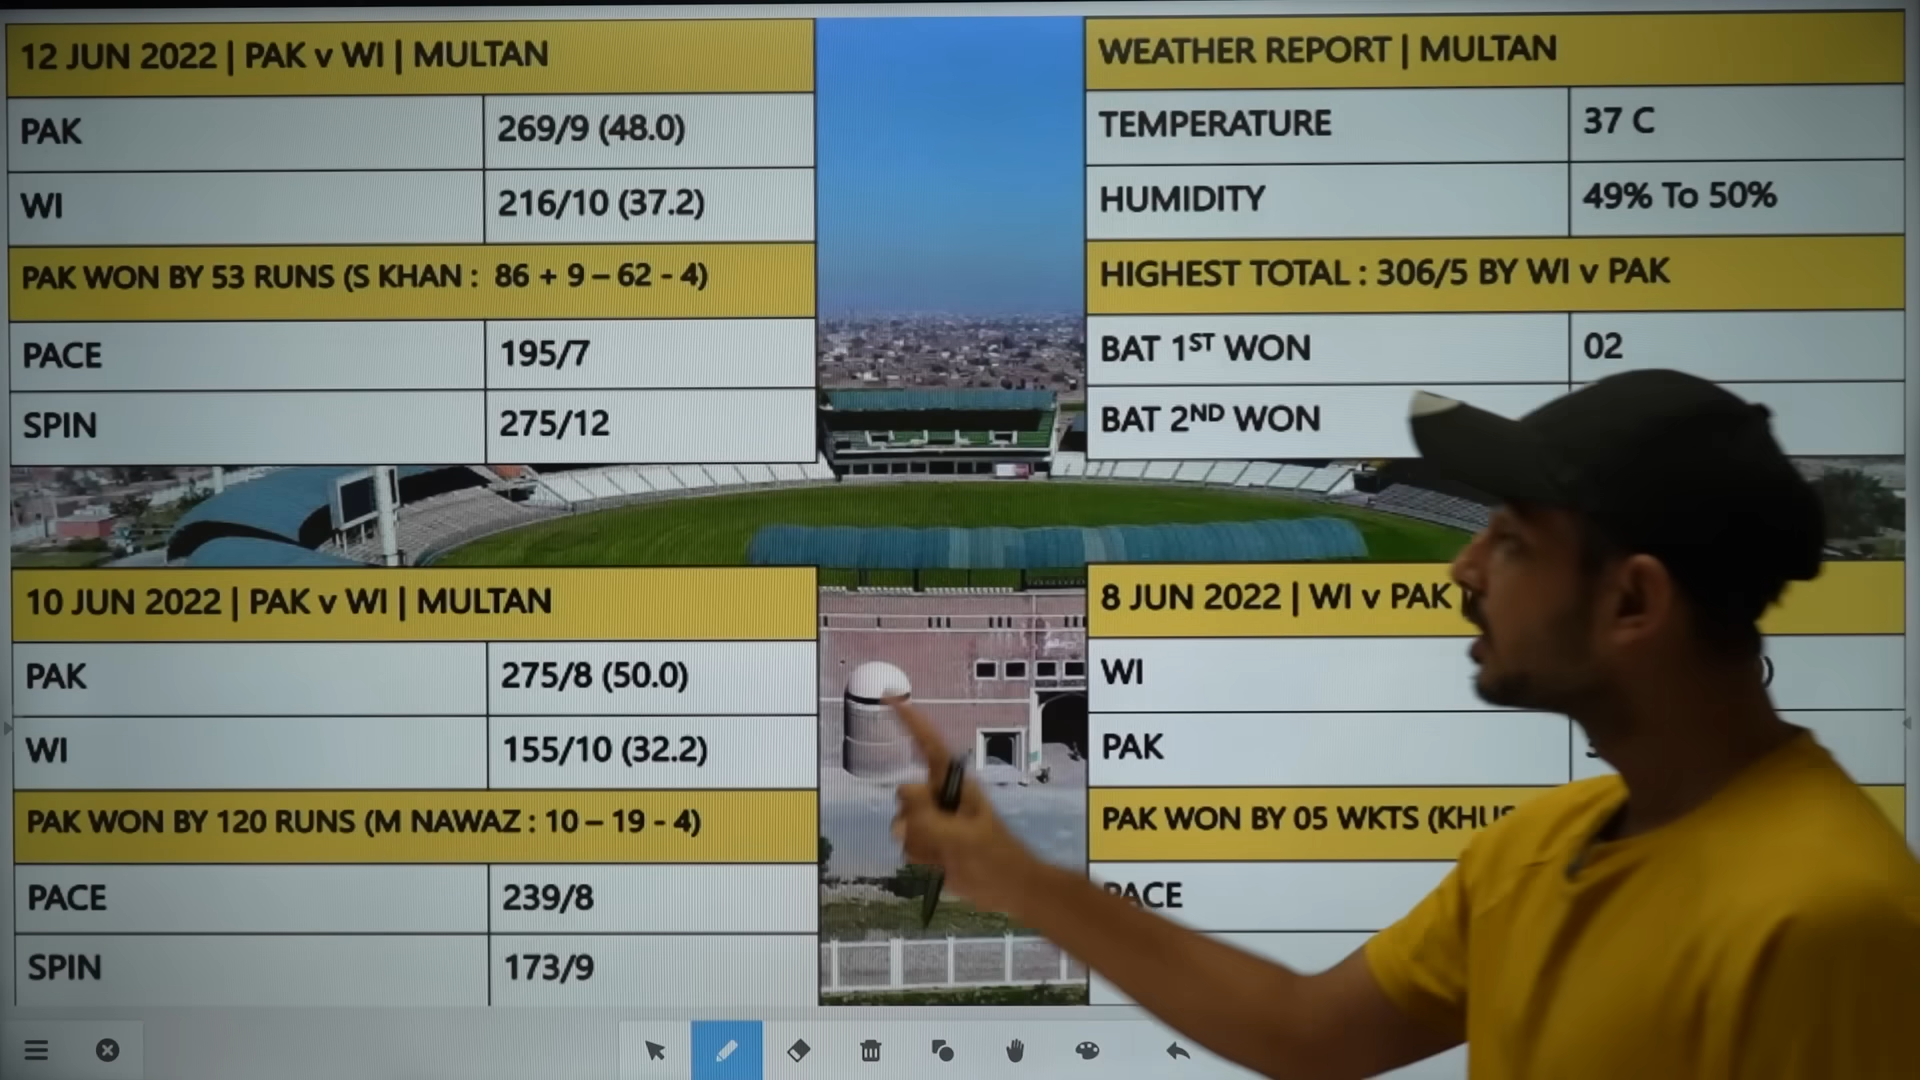 12 JUN 2022 | PAK v WI | MULTAN
PAK 269/9 (48.0)
WI 216/10 (37.2)
PAK WON BY 53 RUNS (S KHAN : 86 + 9 – 62 - 4)
PACE 195/7
SPIN 275/12
WEATHER REPORT | MULTAN
TEMPERATURE 37 C
HUMIDITY 49% To 50%
HIGHEST TOTAL : 306/5 BY WI v PAK
BAT 1ST WON 02
BAT 2ND WON
10 JUN 2022 | PAK v WI | MULTAN
PAK 275/8 (50.0)
WI 155/10 (32.2)
PAK WON BY 120 RUNS (M NAWAZ : 10 – 19 - 4)
PACE 239/8
SPIN 173/9
8 JUN 2022 | WI v PAK
WI
PAK
PAK WON BY 05 WKTS
PACE